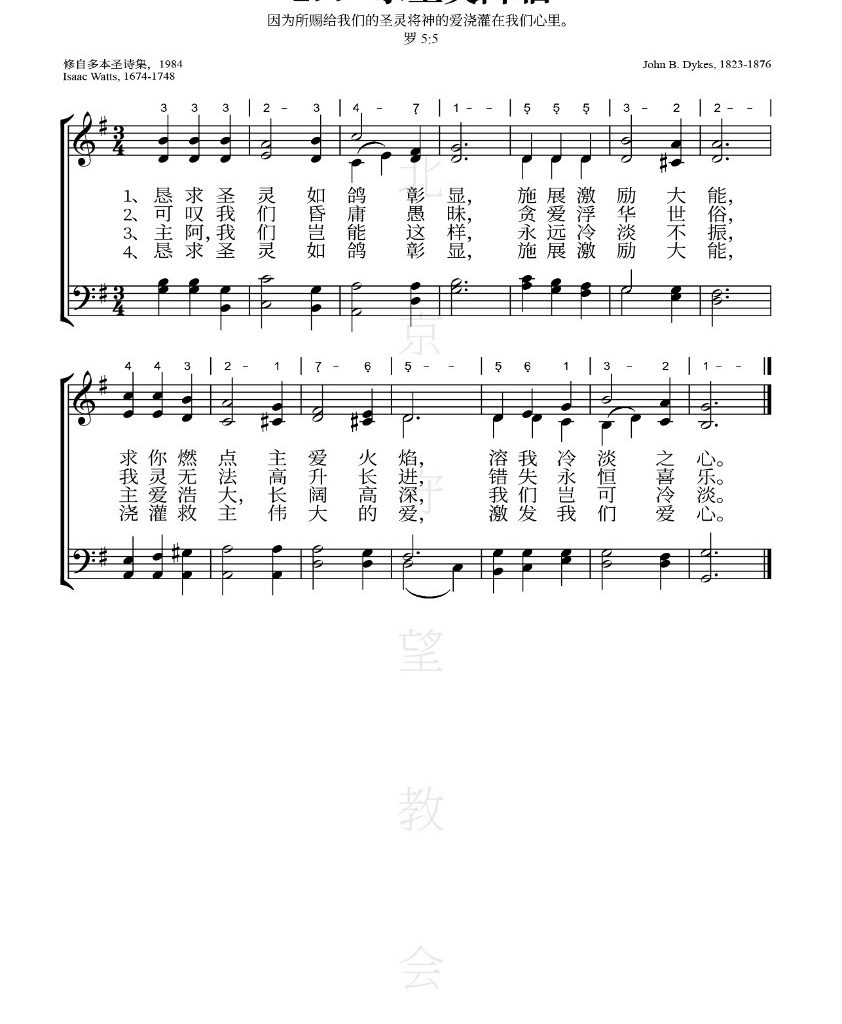 因为所赐给我们的圣灵将神的爱浇灌在我们心里。
罗 5:5
修自多本圣诗集，1984
Isaac Watts, 1674-1748
John B. Dykes, 1823-1876
3 3 3 | 2 - 3 | 4 - 7 | 1 - - | 5 5 5 | 3 - 2 | 2 - - |
1、恳求圣灵如鸽彰显，施展激励大能，
2、可叹我们昏庸愚昧，贪爱浮华世俗，
3、主阿，我们岂能这样，永远冷淡不振，
4、恳求圣灵如鸽彰显，施展激励大能，
4 4 3 | 2 - 1 | 7 - 6 | 5 - - | 5 6 1 | 3 - 2 | 1 - - ||
求你燃点主爱火焰，溶我冷淡之心。
我灵无法高升长进，错失永恒喜乐。
主爱浩大，长阔高深，我们岂可冷淡。
浇灌救主伟大的爱，激发我们爱心。
北京守望教会